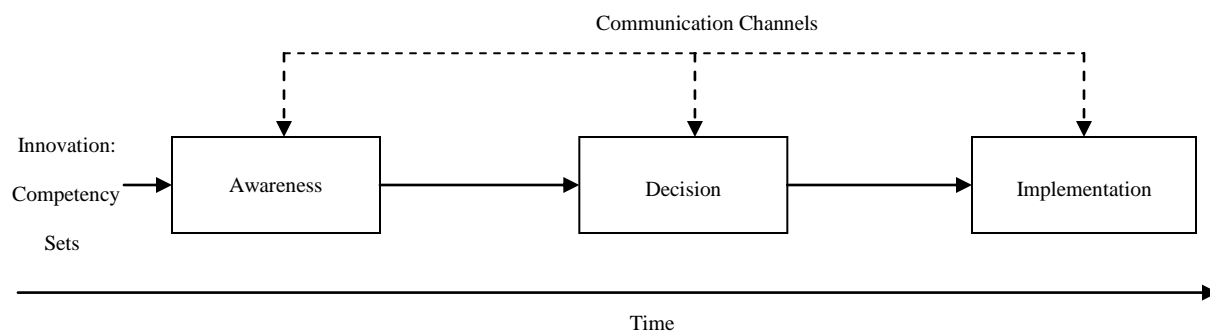 Communication Channels
Innovation:
Competency
Sets
Awareness
Decision
Implementation
Time